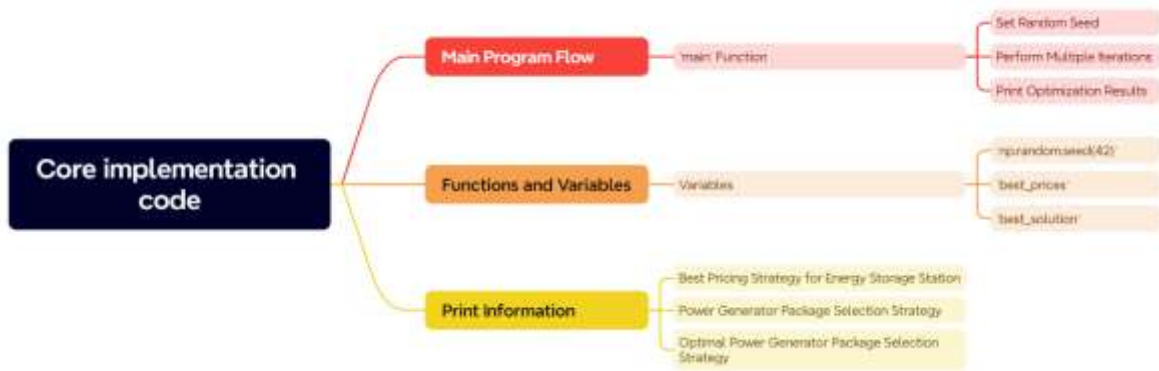 Core implementation
code
Main Program Flow
'main' Function
Set Random Seed
Perform Multiple Iterations
Print Optimization Results
Functions and Variables
Variables
'np.random.seed(42)'
'best_prices'
'best_solution'
Print Information
Best Pricing Strategy for Energy Storage Station
Power Generator Package Selection Strategy
Optimal Power Generator Package Selection
Strategy